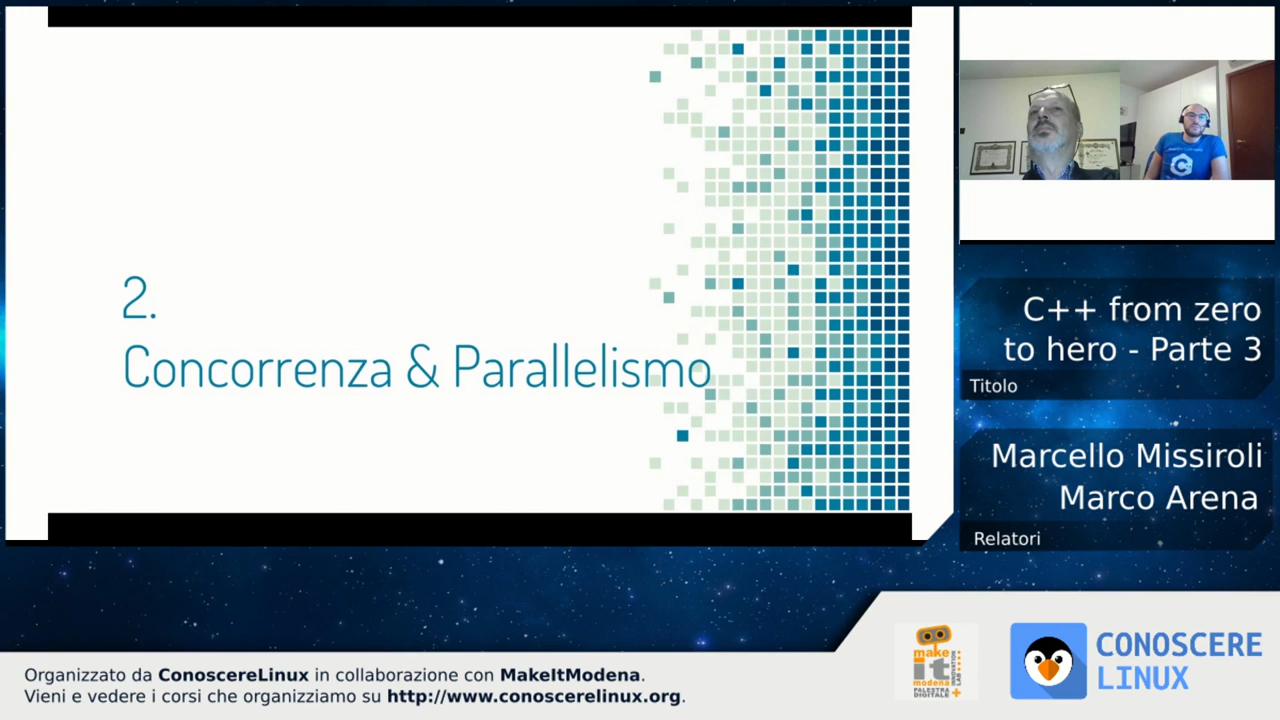 2.
Concorrenza & Parallelismo
C++ from zero
to hero - Parte 3
Titolo
Marcello Missiroli
Marco Arena
Relatori
make
it
modena
PALESTRA
DIGITALE
INNOVATION
LAB
CONOSCERE
LINUX
Organizzato da ConoscereLinux in collaborazione con MakeItModena.
Vieni e vedere i corsi che organizziamo su http://www.conoscerelinux.org.